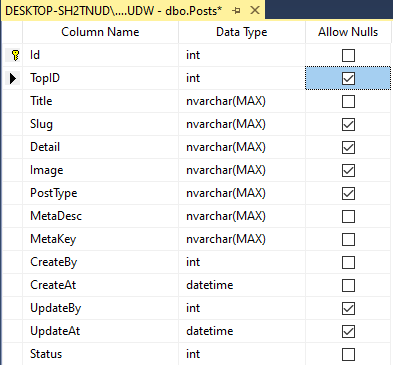 DESKTOP-SH2TNUD\....UDW - dbo.Posts*
Column Name Data Type Allow Nulls
Id int
TopID int
Title nvarchar(MAX)
Slug nvarchar(MAX)
Detail nvarchar(MAX)
Image nvarchar(MAX)
PostType nvarchar(MAX)
MetaDesc nvarchar(MAX)
MetaKey nvarchar(MAX)
CreateBy int
CreateAt datetime
UpdateBy int
UpdateAt datetime
Status int